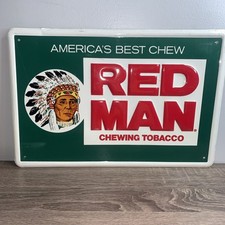 AMERICA'S BEST CHEW
RED
MAN
CHEWING TOBACCO